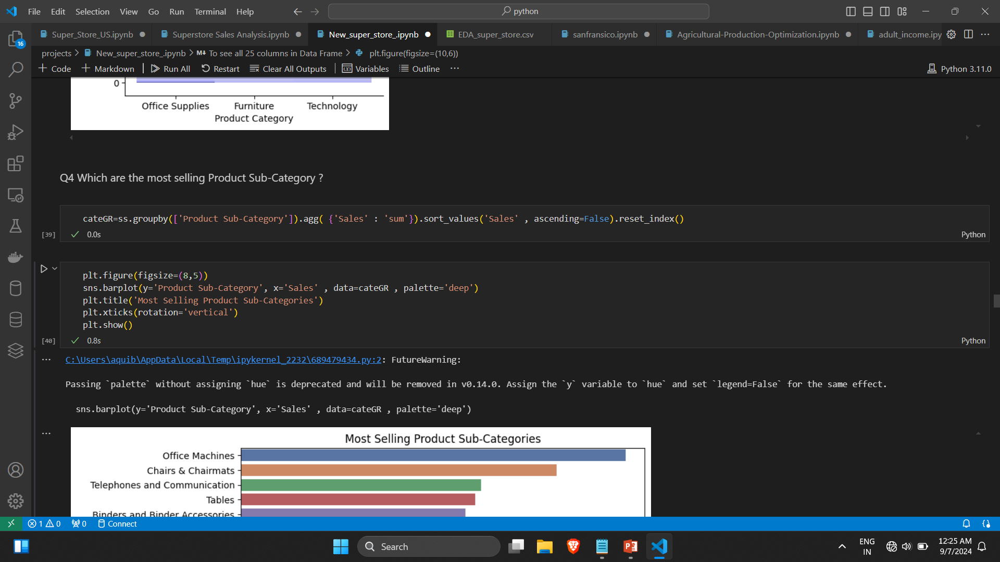 File Edit Selection View Go Run Terminal Help
python
Super_Store_US.ipynb
Superstore Sales Analysis.ipynb
New_super_store_.ipynb
EDA_super_store.csv
sanfransico.ipynb
Agricultural-Production-Optimization.ipynb
adult_income.ipy
16
projects > New_super_store_.ipynb > M↓ To see all 25 columns in Data Frame > plt.figure(figsize=(10,6))
+ Code + Markdown | Run All Restart Clear All Outputs | Variables Outline ...
Python 3.11.0
0
Office Supplies Furniture Technology
Product Category
Q4 Which are the most selling Product Sub-Category ?
cateGR=ss.groupby(['Product Sub-Category']).agg( {'Sales' : 'sum'}).sort_values('Sales' , ascending=False).reset_index()
[39] 0.0s Python
plt.figure(figsize=(8,5))
sns.barplot(y='Product Sub-Category', x='Sales' , data=cateGR , palette='deep')
plt.title('Most Selling Product Sub-Categories')
plt.xticks(rotation='vertical')
plt.show()
[40] 0.8s Python
C:\Users\aquib\AppData\Local\Temp\ipykernel_2232\689479434.py:2: FutureWarning:
Passing `palette` without assigning `hue` is deprecated and will be removed in v0.14.0. Assign the `y` variable to `hue` and set `legend=False` for the same effect.
sns.barplot(y='Product Sub-Category', x='Sales' , data=cateGR , palette='deep')
Most Selling Product Sub-Categories
Office Machines
Chairs & Chairmats
Telephones and Communication
Tables
Binders and Binder Accessories
1 0 0 Connect
Search
ENG
IN
12:25 AM
9/7/2024